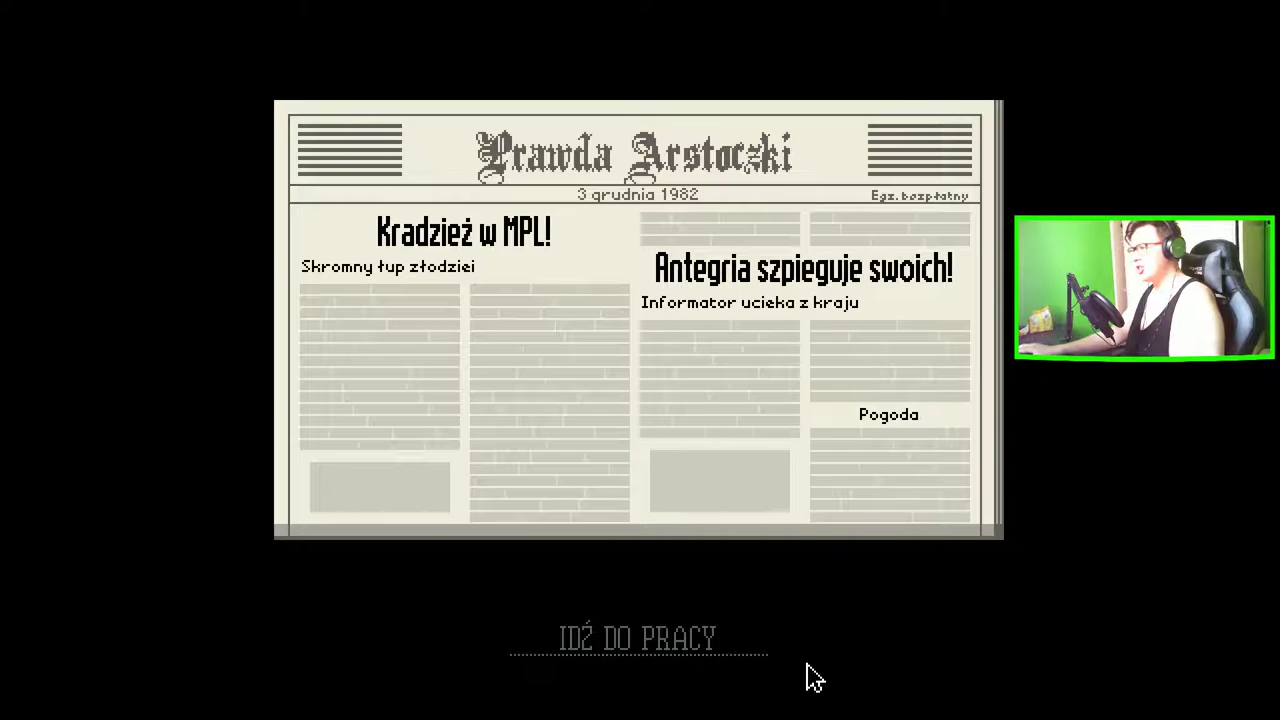 Prawda Arstoczki
3 grudnia 1982
Egz. bezpłatny
Kradzież w MPL!
Skromny łup złodziei
Antegria szpieguje swoich!
Informator ucieka z kraju
Pogoda
IDŹ DO PRACY